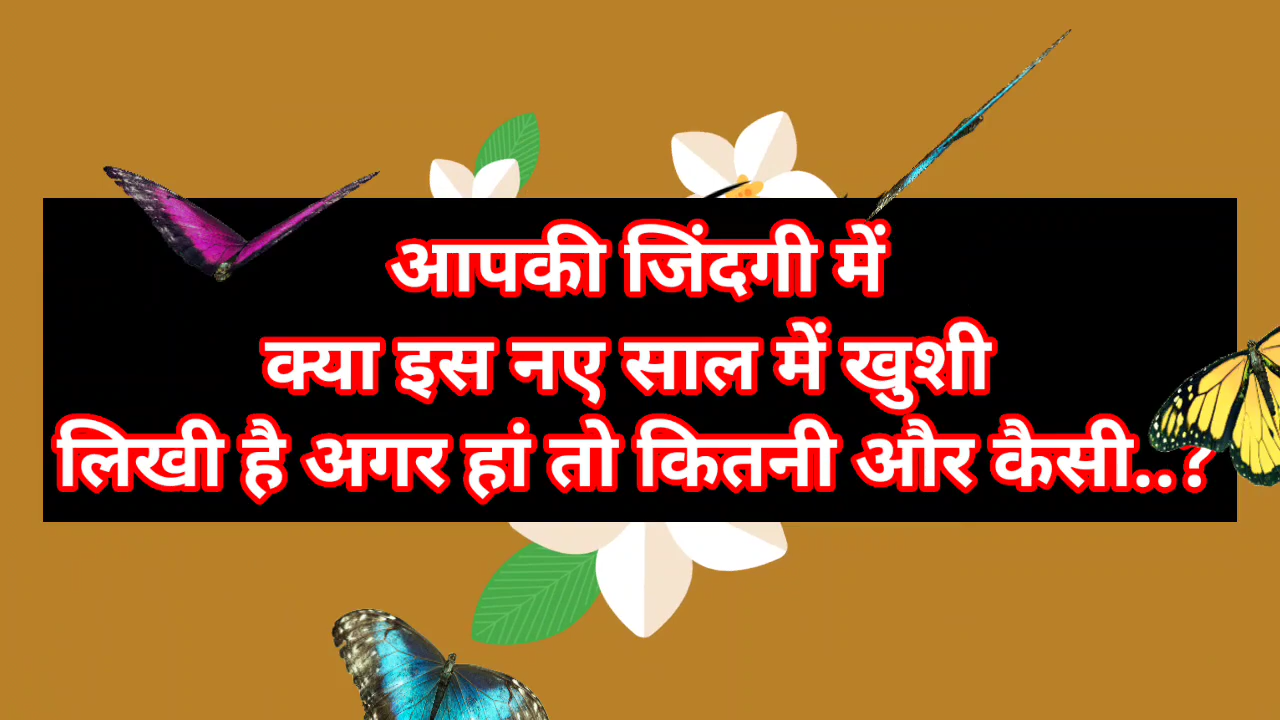 आपकी जिंदगी में
क्या इस नए साल में खुशी
लिखी है अगर हां तो कितनी और कैसी..?